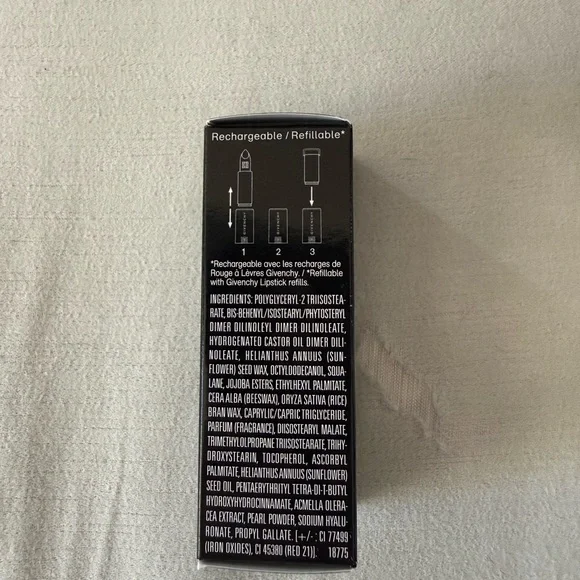 Rechargeable / Refillable*
GIVENCHY GIVENCHY GIVENCHY
1 2 3
*Rechargeable avec les recharges de
Rouge à Lèvres Givenchy. / *Refillable
with Givenchy Lipstick refills.
INGREDIENTS: POLYGLYCERYL-2 TRIISOSTEA-
RATE, BIS-BEHENYL/ISOSTEARYL/PHYTOSTERYL
DIMER DILINOLEYL DIMER DILINOLEATE,
HYDROGENATED CASTOR OIL DIMER DILI-
NOLEATE, HELIANTHUS ANNUUS (SUN-
FLOWER) SEED WAX, OCTYLDODECANOL, SQUA-
LANE, JOJOBA ESTERS, ETHYLHEXYL PALMITATE,
CERA ALBA (BEESWAX), ORYZA SATIVA (RICE)
BRAN WAX, CAPRYLIC/CAPRIC TRIGLYCERIDE,
PARFUM (FRAGRANCE), DIISOSTEARYL MALATE,
TRIMETHYLOLPROPANE TRIISOSTEARATE, TRIHY-
DROXYSTEARIN, TOCOPHEROL, ASCORBYL
PALMITATE, HELIANTHUS ANNUUS (SUNFLOWER)
SEED OIL, PENTAERYTHRITYL TETRA-DI-T-BUTYL
HYDROXYHYDROCINNAMATE, ACMELLA OLERA-
CEA EXTRACT, PEARL POWDER, SODIUM HYALU-
RONATE, PROPYL GALLATE. [+/- : CI 77499
(IRON OXIDES), CI 45380 (RED 21)]. 18775